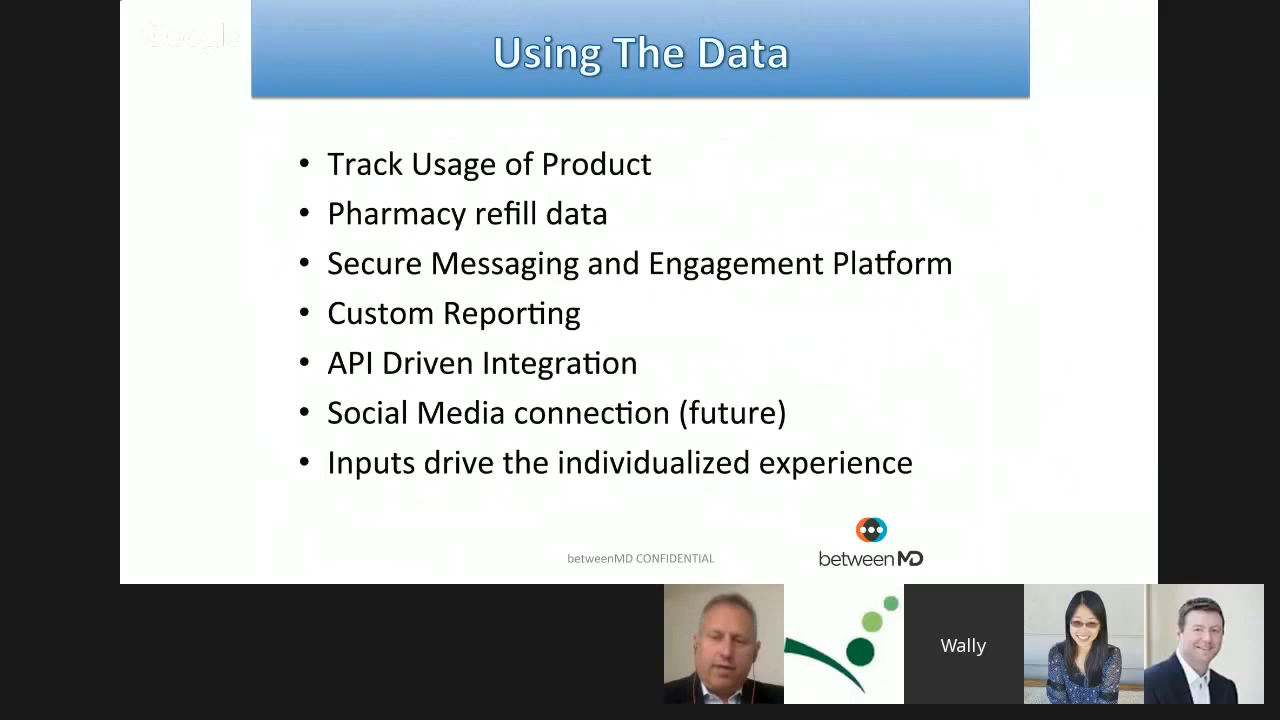 Google
Using The Data
• Track Usage of Product
• Pharmacy refill data
• Secure Messaging and Engagement Platform
• Custom Reporting
• API Driven Integration
• Social Media connection (future)
• Inputs drive the individualized experience
betweenMD CONFIDENTIAL
betweenMD
Wally